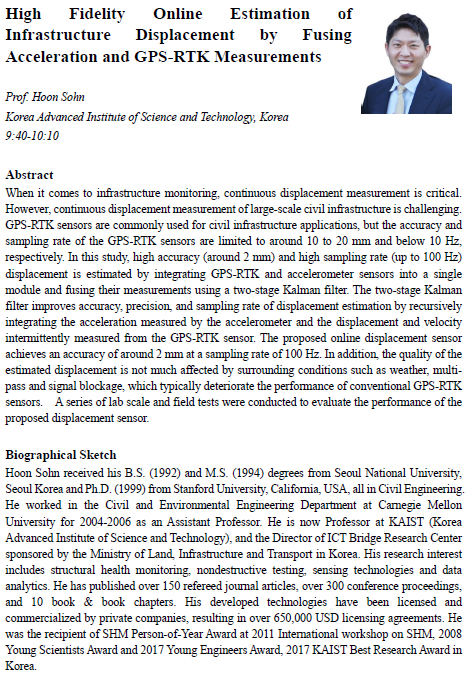 High Fidelity Online Estimation of
Infrastructure Displacement by Fusing
Acceleration and GPS-RTK Measurements
Prof. Hoon Sohn
Korea Advanced Institute of Science and Technology, Korea
9:40-10:10
Abstract
When it comes to infrastructure monitoring, continuous displacement measurement is critical.
However, continuous displacement measurement of large-scale civil infrastructure is challenging.
GPS-RTK sensors are commonly used for civil infrastructure applications, but the accuracy and
sampling rate of the GPS-RTK sensors are limited to around 10 to 20 mm and below 10 Hz,
respectively. In this study, high accuracy (around 2 mm) and high sampling rate (up to 100 Hz)
displacement is estimated by integrating GPS-RTK and accelerometer sensors into a single
module and fusing their measurements using a two-stage Kalman filter. The two-stage Kalman
filter improves accuracy, precision, and sampling rate of displacement estimation by recursively
integrating the acceleration measured by the accelerometer and the displacement and velocity
intermittently measured from the GPS-RTK sensor. The proposed online displacement sensor
achieves an accuracy of around 2 mm at a sampling rate of 100 Hz. In addition, the quality of the
estimated displacement is not much affected by surrounding conditions such as weather, multi-
pass and signal blockage, which typically deteriorate the performance of conventional GPS-RTK
sensors. A series of lab scale and field tests were conducted to evaluate the performance of the
proposed displacement sensor.
Biographical Sketch
Hoon Sohn received his B.S. (1992) and M.S. (1994) degrees from Seoul National University,
Seoul Korea and Ph.D. (1999) from Stanford University, California, USA, all in Civil Engineering.
He worked in the Civil and Environmental Engineering Department at Carnegie Mellon
University for 2004-2006 as an Assistant Professor. He is now Professor at KAIST (Korea
Advanced Institute of Science and Technology), and the Director of ICT Bridge Research Center
sponsored by the Ministry of Land, Infrastructure and Transport in Korea. His research interest
includes structural health monitoring, nondestructive testing, sensing technologies and data
analytics. He has published over 150 refereed journal articles, over 300 conference proceedings,
and 10 book & book chapters. His developed technologies have been licensed and
commercialized by private companies, resulting in over 650,000 USD licensing agreements. He
was the recipient of SHM Person-of-Year Award at 2011 International workshop on SHM, 2008
Young Scientists Award and 2017 Young Engineers Award, 2017 KAIST Best Research Award in
Korea.